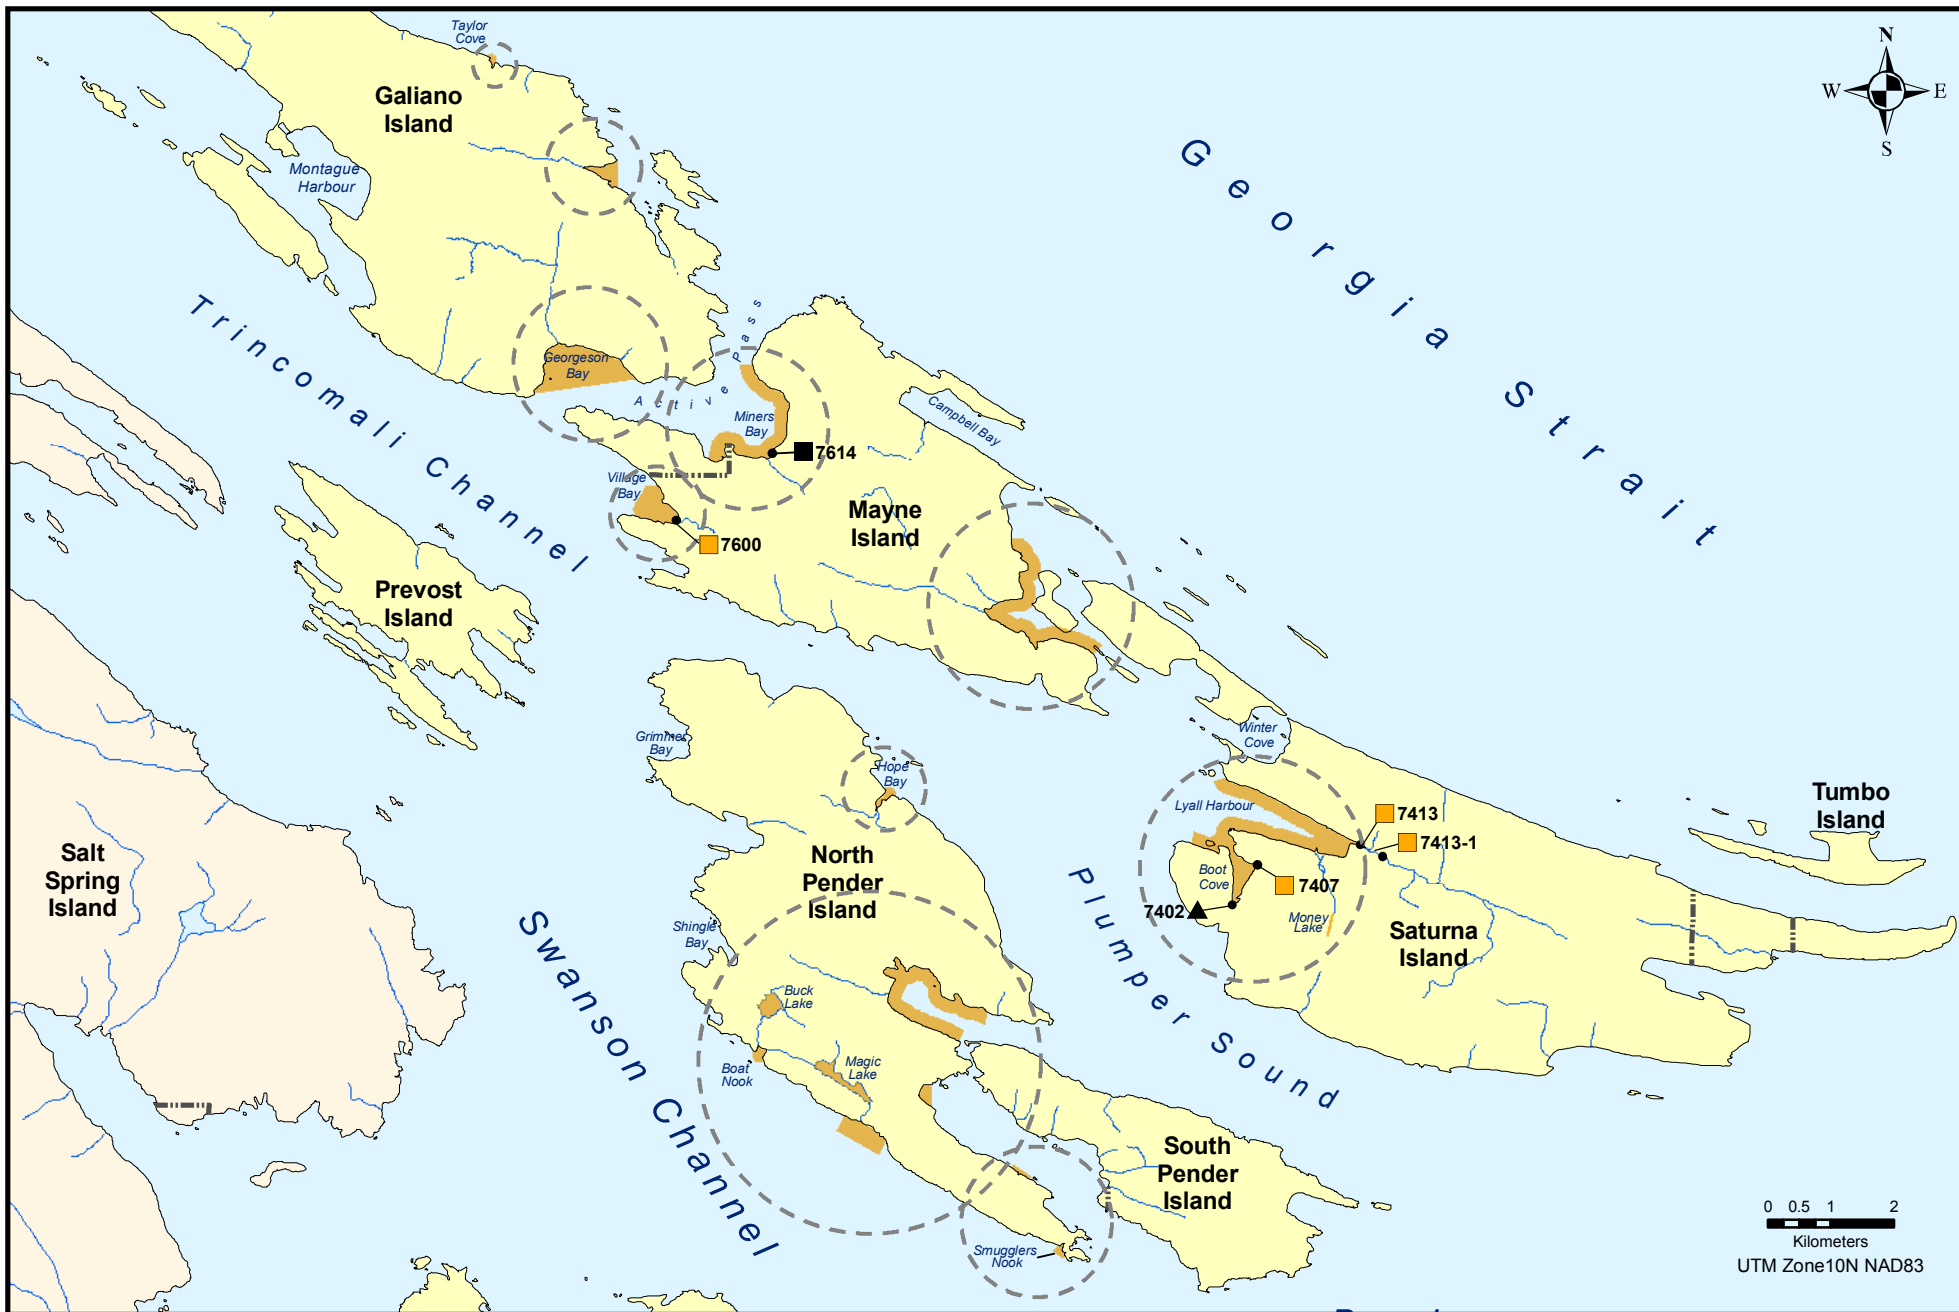 Taylor
Cove
N
W
E
S
Galiano
Island
Montague
Harbour
Georgia Strait
Trincomali Channel
Georgeson
Bay
Active Pass
Miners
Bay
Campbell Bay
7614
Village
Bay
7600
Mayne
Island
Prevost
Island
Grimmer
Bay
Hope
Bay
Winter
Cove
Lyall Harbour
7413
7413-1
Tumbo
Island
Boot
Cove
7407
7402
Money
Lake
Saturna
Island
Salt
Spring
Island
North
Pender
Island
Plumper Sound
Swanson Channel
Shingle
Bay
Buck
Lake
Boat
Nook
Magic
Lake
South
Pender
Island
Smugglers
Nook
0 0.5 1 2
Kilometers
UTM Zone10N NAD83